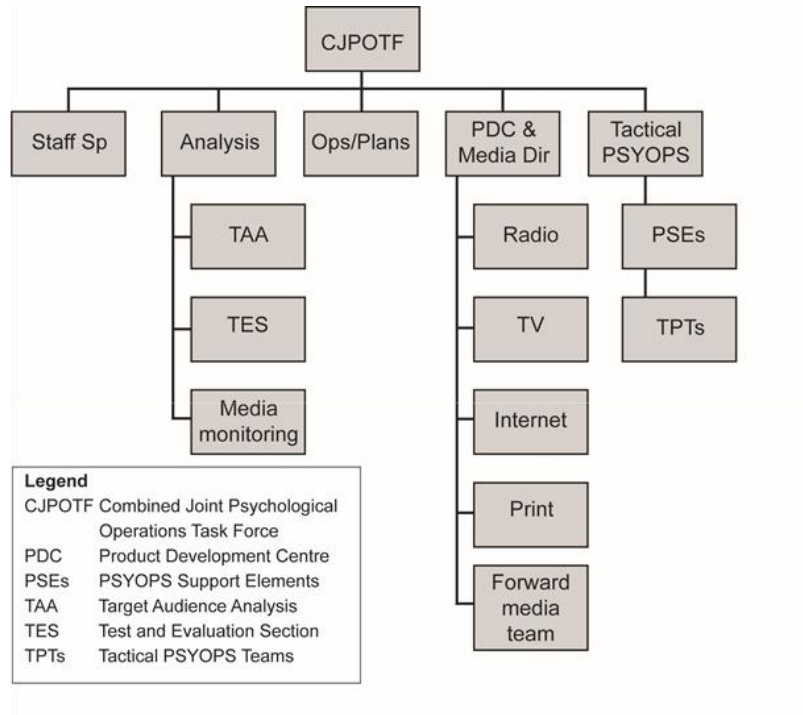 CJPOTF
Staff Sp
Analysis
Ops/Plans
PDC &
Media Dir
Tactical
PSYOPS
TAA
Radio
PSEs
TES
TV
TPTs
Media
monitoring
Internet
Print
Forward
media
team
Legend
CJPOTF Combined Joint Psychological
Operations Task Force
PDC Product Development Centre
PSEs PSYOPS Support Elements
TAA Target Audience Analysis
TES Test and Evaluation Section
TPTs Tactical PSYOPS Teams